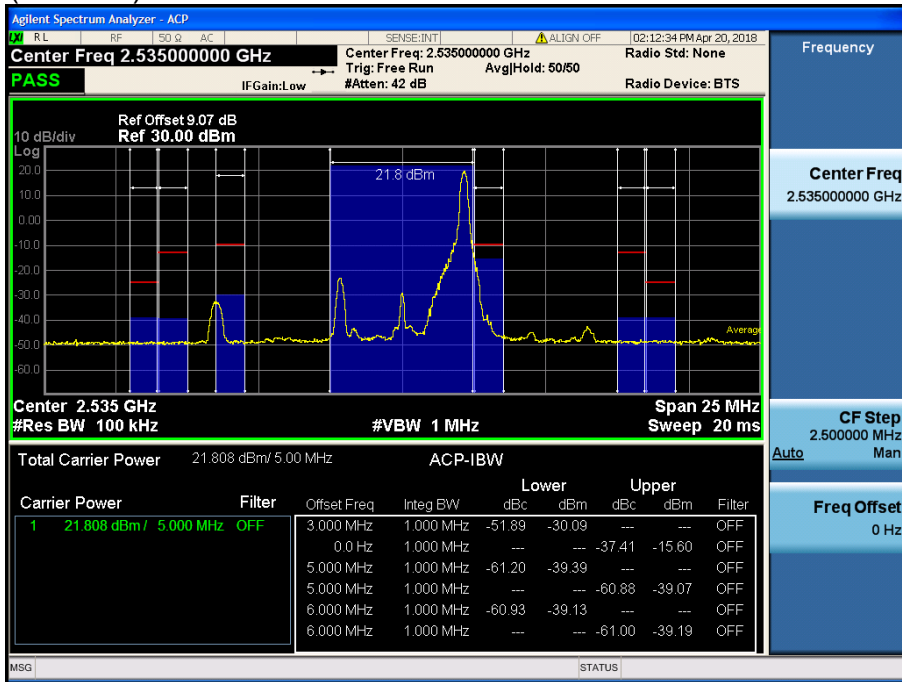 Agilent Spectrum Analyzer - ACP
LXI RL RF 50 Ω AC SENSE:INT ALIGN OFF 02:12:34 PM Apr 20, 2018
Center Freq 2.535000000 GHz Center Freq: 2.535000000 GHz Radio Std: None
Trig: Free Run Avg|Hold: 50/50
PASS IFGain:Low #Atten: 42 dB Radio Device: BTS
Frequency
Ref Offset 9.07 dB
10 dB/div Ref 30.00 dBm
Log
20.0
10.0
0.00
-10.0
-20.0
-30.0
-40.0
-50.0
-60.0
21.8 dBm
Average
Center Freq
2.535000000 GHz
Center 2.535 GHz Span 25 MHz
#Res BW 100 kHz #VBW 1 MHz Sweep 20 ms
CF Step
2.500000 MHz
Auto Man
Total Carrier Power 21.808 dBm/ 5.00 MHz ACP-IBW
Lower Upper
Carrier Power Filter Offset Freq Integ BW dBc dBm dBc dBm Filter
1 21.808 dBm / 5.000 MHz OFF 3.000 MHz 1.000 MHz -51.89 -30.09 --- --- OFF
0.0 Hz 1.000 MHz --- --- -37.41 -15.60 OFF
5.000 MHz 1.000 MHz -61.20 -39.39 --- --- OFF
5.000 MHz 1.000 MHz --- --- -60.88 -39.07 OFF
6.000 MHz 1.000 MHz -60.93 -39.13 --- --- OFF
6.000 MHz 1.000 MHz --- --- -61.00 -39.19 OFF
Freq Offset
0 Hz
MSG STATUS